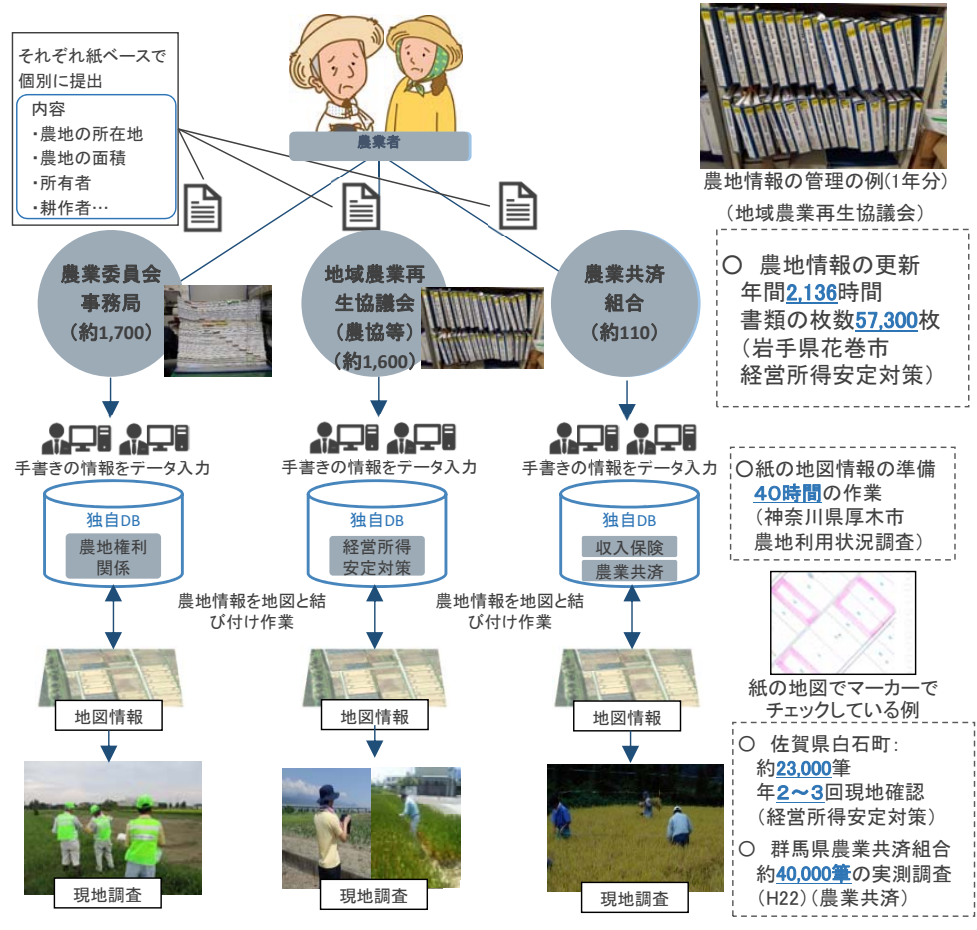 それぞれ紙ベースで
個別に提出
内容
・農地の所在地
・農地の面積
・所有者
・耕作者…
農業者
農地情報の管理の例(1年分)
（地域農業再生協議会）
農業委員会
事務局
（約1,700）
地域農業再
生協議会
（農協等）
（約1,600）
農業共済
組合
（約110）
○ 農地情報の更新
年間2,136時間
書類の枚数57,300枚
（岩手県花巻市
経営所得安定対策）
手書きの情報をデータ入力
手書きの情報をデータ入力
手書きの情報をデータ入力
独自DB
農地権利
関係
独自DB
経営所得
安定対策
独自DB
収入保険
農業共済
○紙の地図情報の準備
４０時間の作業
（神奈川県厚木市
農地利用状況調査）
農地情報を地図と結
び付け作業
農地情報を地図と結
び付け作業
地図情報
地図情報
地図情報
紙の地図でマーカーで
チェックしている例
○ 佐賀県白石町：
約23,000筆
年２～３回現地確認
（経営所得安定対策）
○ 群馬県農業共済組合
約40,000筆の実測調査
（H22）（農業共済）
現地調査
現地調査
現地調査